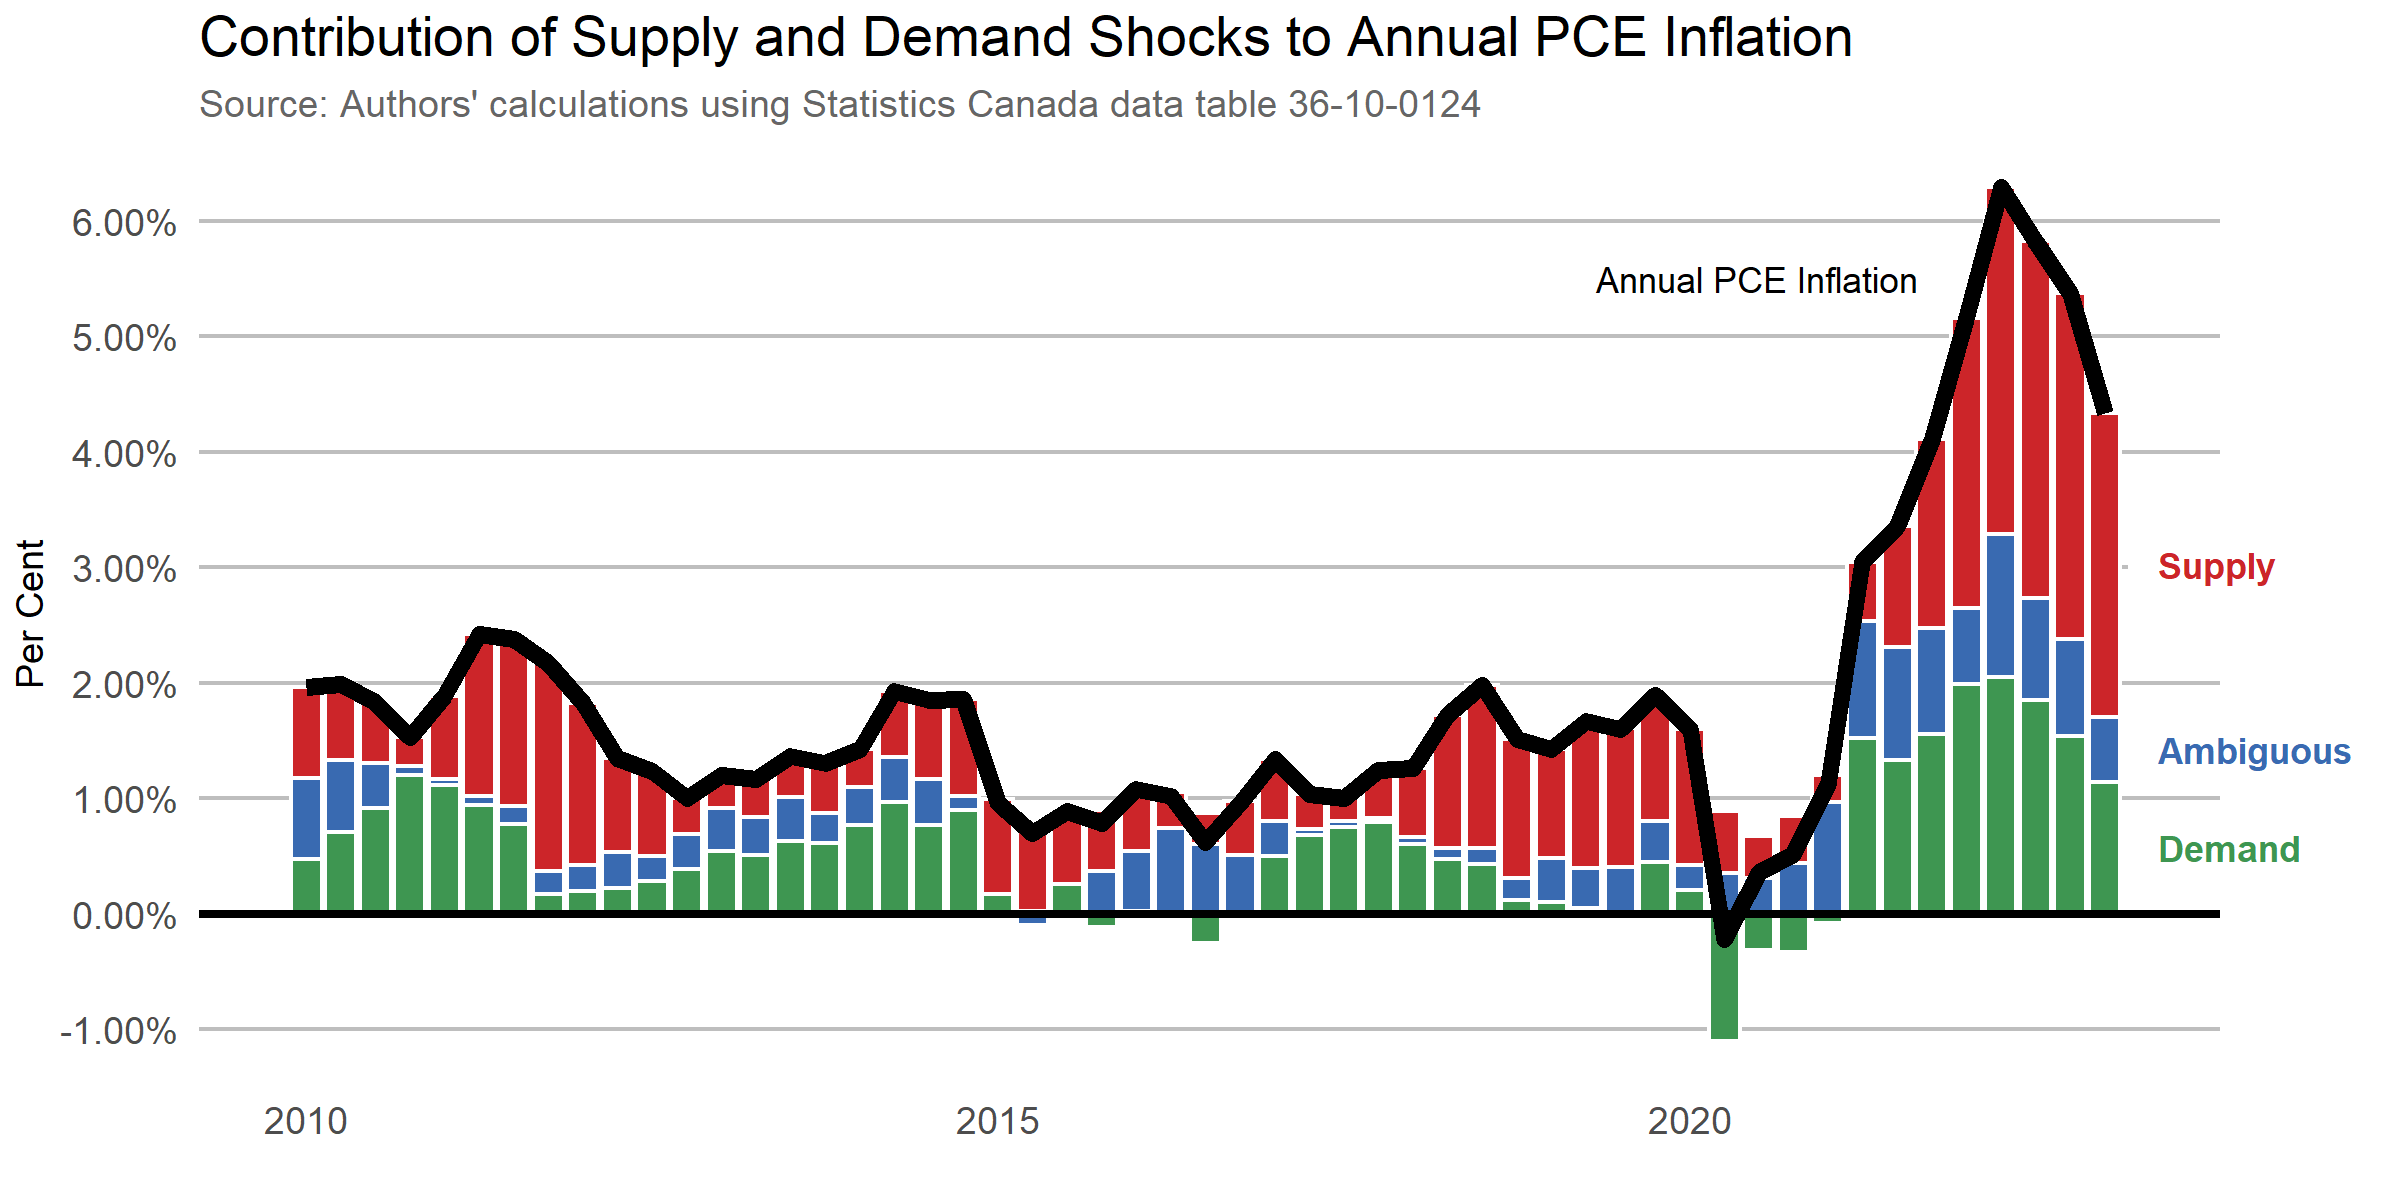 Contribution of Supply and Demand Shocks to Annual PCE Inflation
Source: Authors' calculations using Statistics Canada data table 36-10-0124
Per Cent
6.00%
5.00%
4.00%
3.00%
2.00%
1.00%
0.00%
-1.00%
Annual PCE Inflation
Supply
Ambiguous
Demand
2010
2015
2020